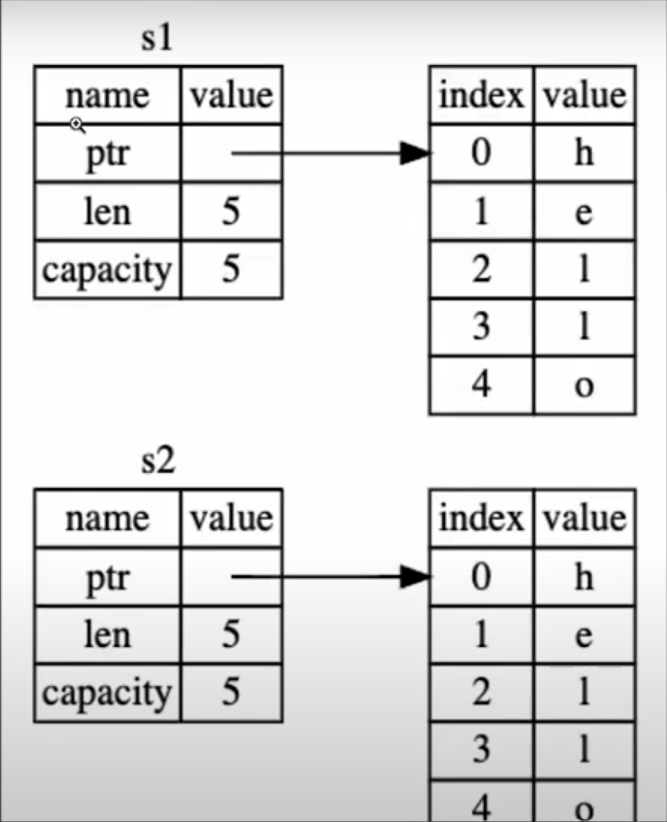 s1
name value
ptr
len 5
capacity 5
index value
0 h
1 e
2 l
3 l
4 o
s2
name value
ptr
len 5
capacity 5
index value
0 h
1 e
2 l
3 l
4 o